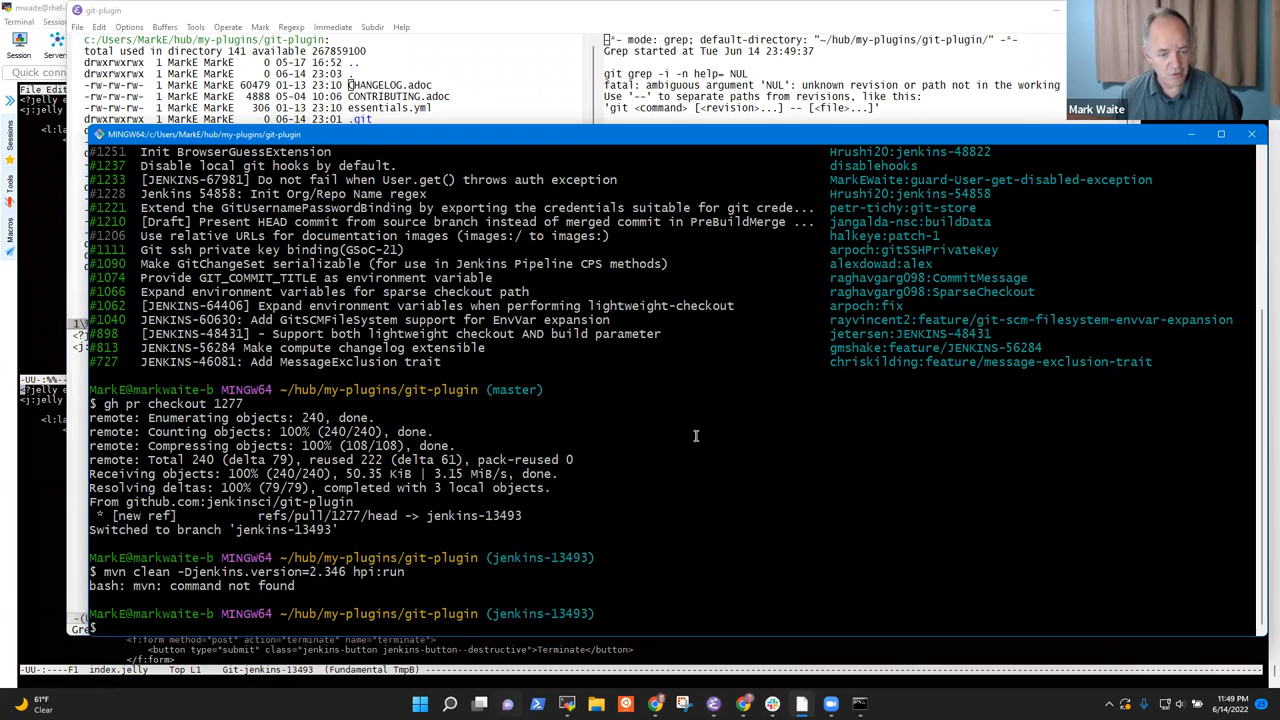 mwaite@rhel-
git-plugin
Terminal
File Edit Options Buffers Tools Operate Mark Regexp Immediate Subdir Help
Session
Servers
Quick conn
c:/Users/MarkE/hub/my-plugins/git-plugin:
total used in directory 141 available 267859100
drwxrwxrwx 1 MarkE MarkE 0 05-17 16:52 ..
drwxrwxrwx 1 MarkE MarkE 0 06-14 23:03 .
-rw-rw-rw- 1 MarkE MarkE 60479 01-13 23:10 CHANGELOG.adoc
-rw-rw-rw- 1 MarkE MarkE 4888 05-04 10:06 CONTRIBUTING.adoc
-rw-rw-rw- 1 MarkE MarkE 306 01-13 23:10 essentials.yml
drwxrwxrwx 1 MarkE MarkE 0 06-14 23:01 .git
-*- mode: grep; default-directory: "~/hub/my-plugins/git-plugin/" -*-
Grep started at Tue Jun 14 23:49:37
git grep -i -n help= NUL
fatal: ambiguous argument 'NUL': unknown revision or path not in the working
Use '--' to separate paths from revisions, like this:
'git <command> [<revision>...] -- [<file>...]'
Mark Waite
File Edit
<?jelly e
<j:jelly
<l:la
Sessions
Tools
Macros
MINGW64:/c/Users/MarkE/hub/my-plugins/git-plugin
#1251 Init BrowserGuessExtension Hrushi20:jenkins-48822
#1237 Disable local git hooks by default. disablehooks
#1233 [JENKINS-67981] Do not fail when User.get() throws auth exception MarkEWaite:guard-User-get-disabled-exception
#1228 Jenkins 54858: Init Org/Repo Name regex Hrushi20:jenkins-54858
#1221 Extend the GitUsernamePasswordBinding by exporting the credentials suitable for git crede... petr-tichy:git-store
#1210 [Draft] Present HEAD commit from source branch instead of merged commit in PreBuildMerge ... jangalda-nsc:buildData
#1206 Use relative URLs for documentation images (images:/ to images:) halkeye:patch-1
#1111 Git ssh private key binding(GSoC-21) arpoch:gitSSHPrivateKey
#1090 Make GitChangeSet serializable (for use in Jenkins Pipeline CPS methods) alexdowad:alex
#1074 Provide GIT_COMMIT_TITLE as environment variable raghavgarg098:CommitMessage
#1066 Expand environment variables for sparse checkout path raghavgarg098:SparseCheckout
#1062 [JENKINS-64406] Expand environment variables when performing lightweight-checkout arpoch:fix
#1040 JENKINS-60630: Add GitSCMFileSystem support for EnvVar expansion rayvincent2:feature/git-scm-filesystem-envvar-expansion
#898 [JENKINS-48431] - Support both lightweight checkout AND build parameter jetersen:JENKINS-48431
#813 JENKINS-56284 Make compute changelog extensible gmshake:feature/JENKINS-56284
#727 JENKINS-46081: Add MessageExclusion trait chriskilding:feature/message-exclusion-trait
MarkE@markwaite-b MINGW64 ~/hub/my-plugins/git-plugin (master)
$ gh pr checkout 1277
remote: Enumerating objects: 240, done.
remote: Counting objects: 100% (240/240), done.
remote: Compressing objects: 100% (108/108), done.
remote: Total 240 (delta 79), reused 222 (delta 61), pack-reused 0
Receiving objects: 100% (240/240), 50.35 KiB | 3.15 MiB/s, done.
Resolving deltas: 100% (79/79), completed with 3 local objects.
From github.com:jenkinsci/git-plugin
* [new ref] refs/pull/1277/head -> jenkins-13493
Switched to branch 'jenkins-13493'
MarkE@markwaite-b MINGW64 ~/hub/my-plugins/git-plugin (jenkins-13493)
$ mvn clean -Djenkins.version=2.346 hpi:run
bash: mvn: command not found
MarkE@markwaite-b MINGW64 ~/hub/my-plugins/git-plugin (jenkins-13493)
$
-UU-:%%-
<?jelly e
<j:jelly
<l:la
<f:form method="post" action="terminate" name="terminate">
<button type="submit" class="jenkins-button jenkins-button--destructive">Terminate</button>
</f:form>
-UU-:----F1 index.jelly Top L1 Git-jenkins-13493 (Fundamental TmpB)
61°F
Clear
11:49 PM
6/14/2022